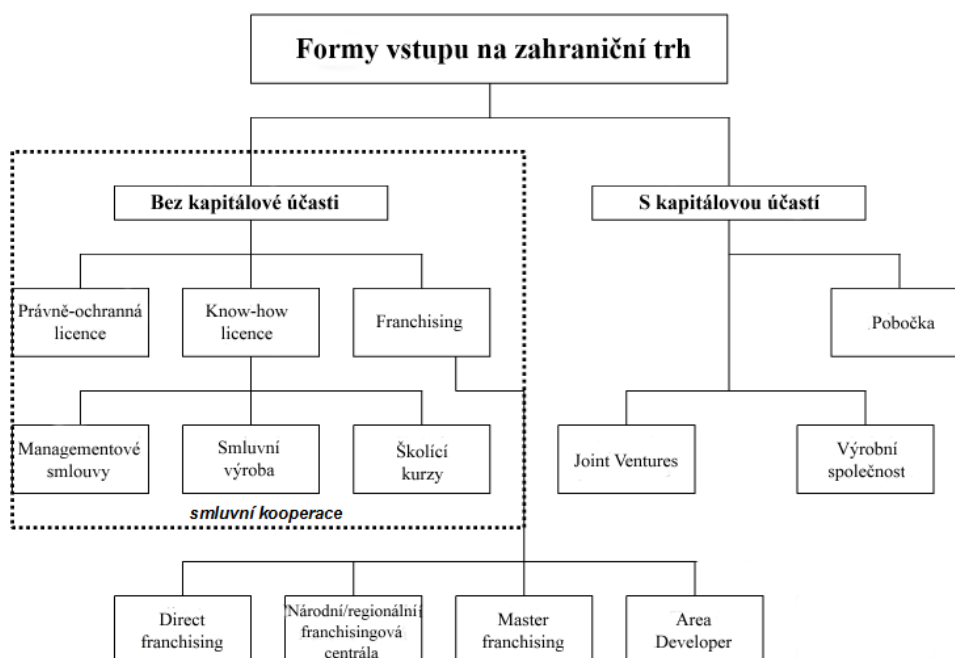 Formy vstupu na zahraniční trh
Bez kapitálové účasti
S kapitálovou účastí
Právně-ochranná
licence
Know-how
licence
Franchising
Pobočka
Managementové
smlouvy
Smluvní
výroba
Školící
kurzy
Joint Ventures
Výrobní
společnost
smluvní kooperace
Direct
franchising
Národní/regionální
franchisingová
centrála
Master
franchising
Area
Developer